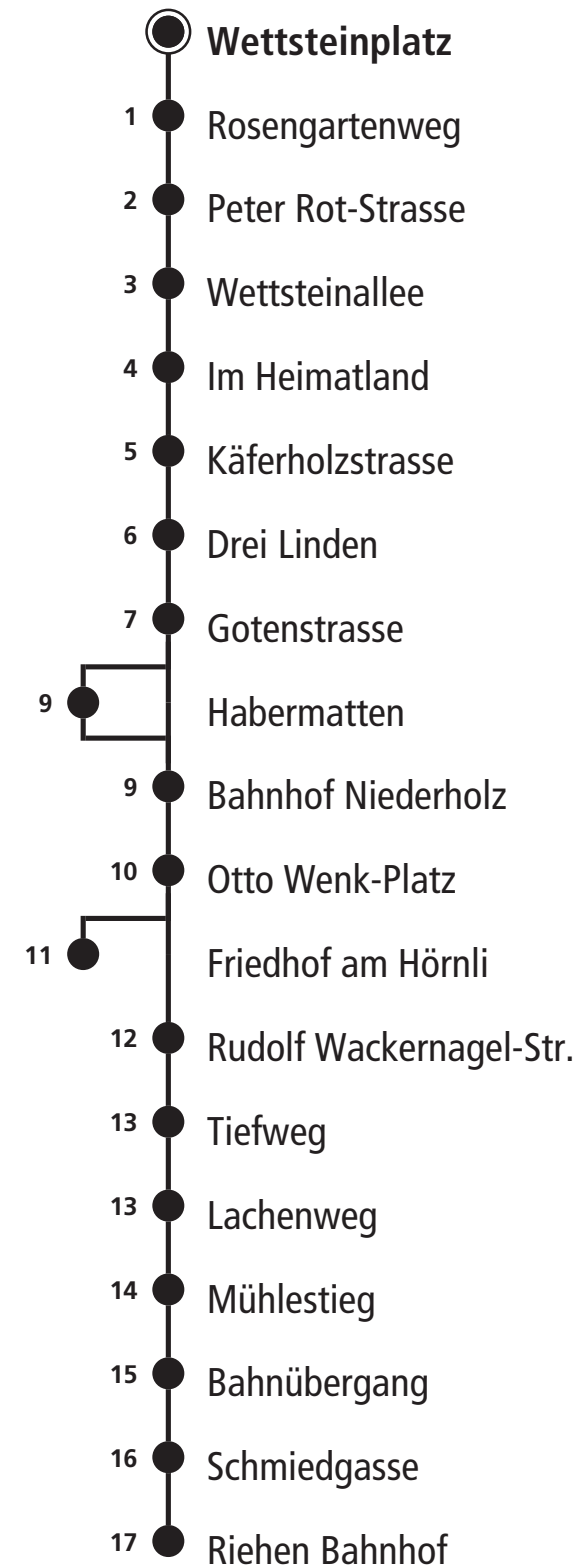 Wettsteinplatz
1 Rosengartenweg
2 Peter Rot-Strasse
3 Wettsteinallee
4 Im Heimatland
5 Käferholzstrasse
6 Drei Linden
7 Gotenstrasse
9 Habermatten
9 Bahnhof Niederholz
10 Otto Wenk-Platz
11 Friedhof am Hörnli
12 Rudolf Wackernagel-Str.
13 Tiefweg
13 Lachenweg
14 Mühlestieg
15 Bahnübergang
16 Schmiedgasse
17 Riehen Bahnhof